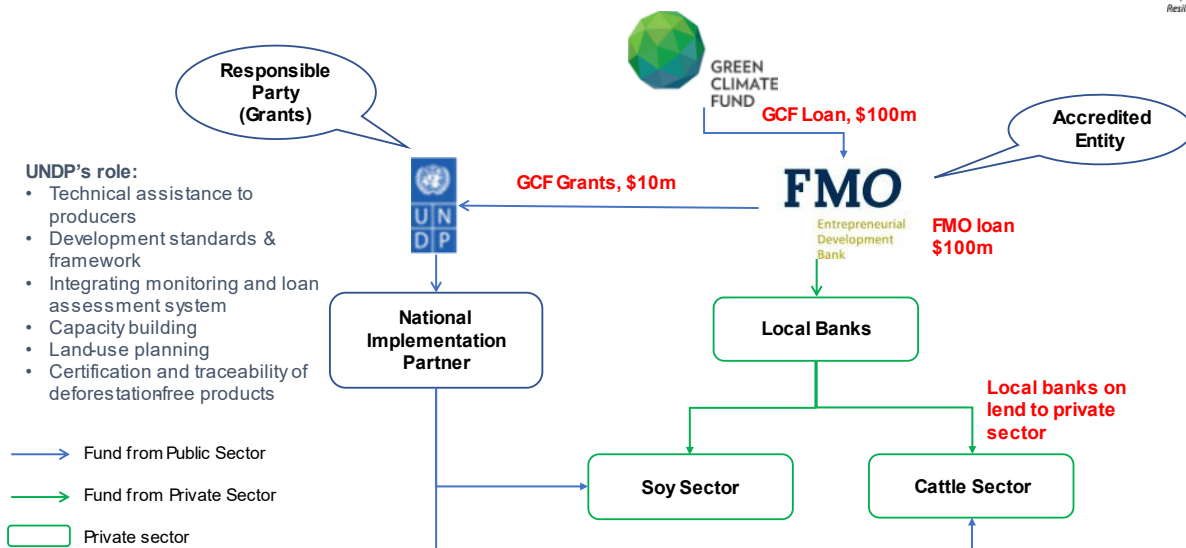 Resil
Responsible
Party
(Grants)
GREEN
CLIMATE
FUND
GCF Loan, $100m
Accredited
Entity
UNDP's role:
• Technical assistance to
producers
• Development standards &
framework
• Integrating monitoring and loan
assessment system
• Capacity building
• Land-use planning
• Certification and traceability of
deforestation-free products
U N
D P
GCF Grants, $10m
FMO
Entrepreneurial
Development
Bank
FMO loan
$100m
National
Implementation
Partner
Local Banks
Local banks on
lend to private
sector
Fund from Public Sector
Fund from Private Sector
Private sector
Soy Sector
Cattle Sector